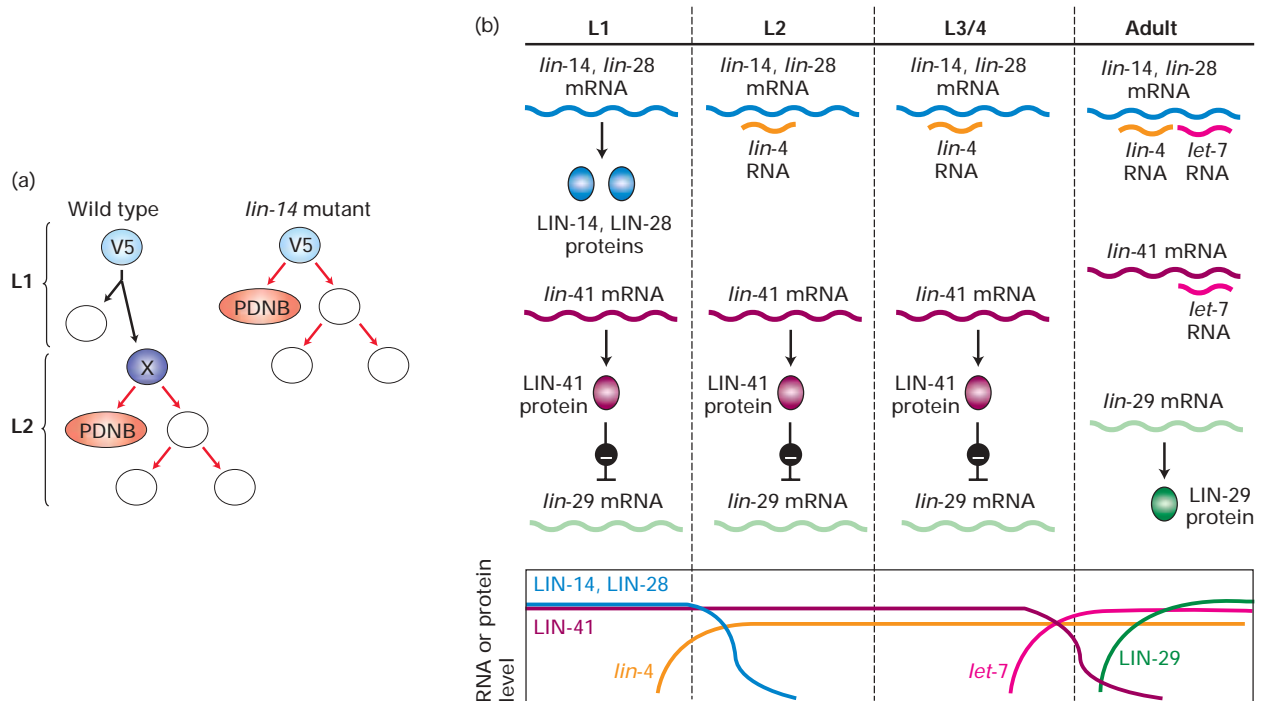 (a)
Wild type
lin-14 mutant
L1
V5
V5
PDNB
X
L2
PDNB
(b)
L1
L2
L3/4
Adult
lin-14, lin-28
mRNA
LIN-14, LIN-28
proteins
lin-41 mRNA
LIN-41
protein
–
lin-29 mRNA
lin-14, lin-28
mRNA
lin-4
RNA
lin-41 mRNA
LIN-41
protein
–
lin-29 mRNA
lin-14, lin-28
mRNA
lin-4
RNA
lin-41 mRNA
LIN-41
protein
–
lin-29 mRNA
lin-14, lin-28
mRNA
lin-4
RNA
let-7
RNA
lin-41 mRNA
let-7
RNA
lin-29 mRNA
LIN-29
protein
RNA or protein
level
LIN-14, LIN-28
LIN-41
lin-4
let-7
LIN-29